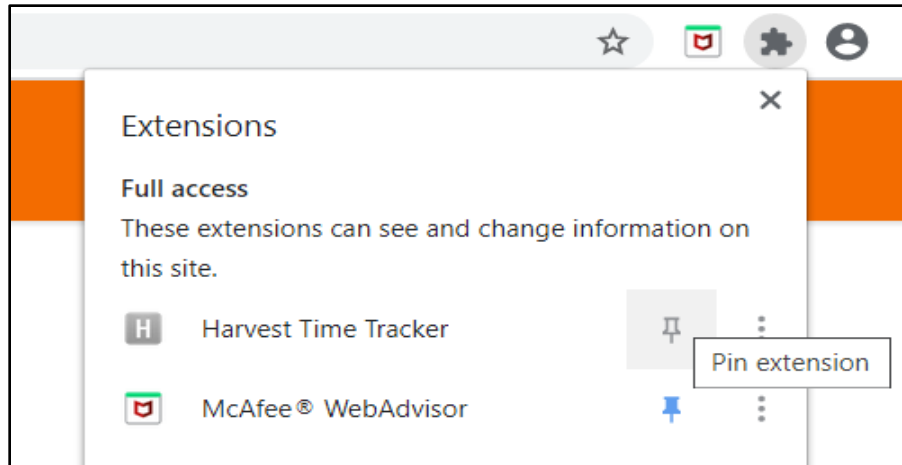 Extensions
Full access
These extensions can see and change information on
this site.
H Harvest Time Tracker
Pin extension
McAfee® WebAdvisor